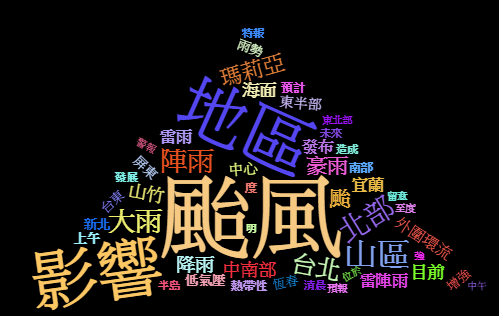 特報
雨勢
瑪莉亞
海面
預計
東半部
地區
東北部
未來
雷雨
警報
發布
造成
屏東
陣雨
豪雨
南部
發展
中心
山竹
度
颱
宜蘭
留意
台東
颱風
至度
新北
大雨
明
北部
外圍環流
上午
影響
降雨
中南部
台北
山區
強
位於
目前
半島
低氣壓
熱帶性
恆春
清晨
預報
雷陣雨
增強
中午